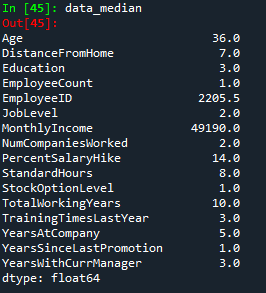 In [45]: data_median
Out[45]:
Age 36.0
DistanceFromHome 7.0
Education 3.0
EmployeeCount 1.0
EmployeeID 2205.5
JobLevel 2.0
MonthlyIncome 49190.0
NumCompaniesWorked 2.0
PercentSalaryHike 14.0
StandardHours 8.0
StockOptionLevel 1.0
TotalWorkingYears 10.0
TrainingTimesLastYear 3.0
YearsAtCompany 5.0
YearsSinceLastPromotion 1.0
YearsWithCurrManager 3.0
dtype: float64